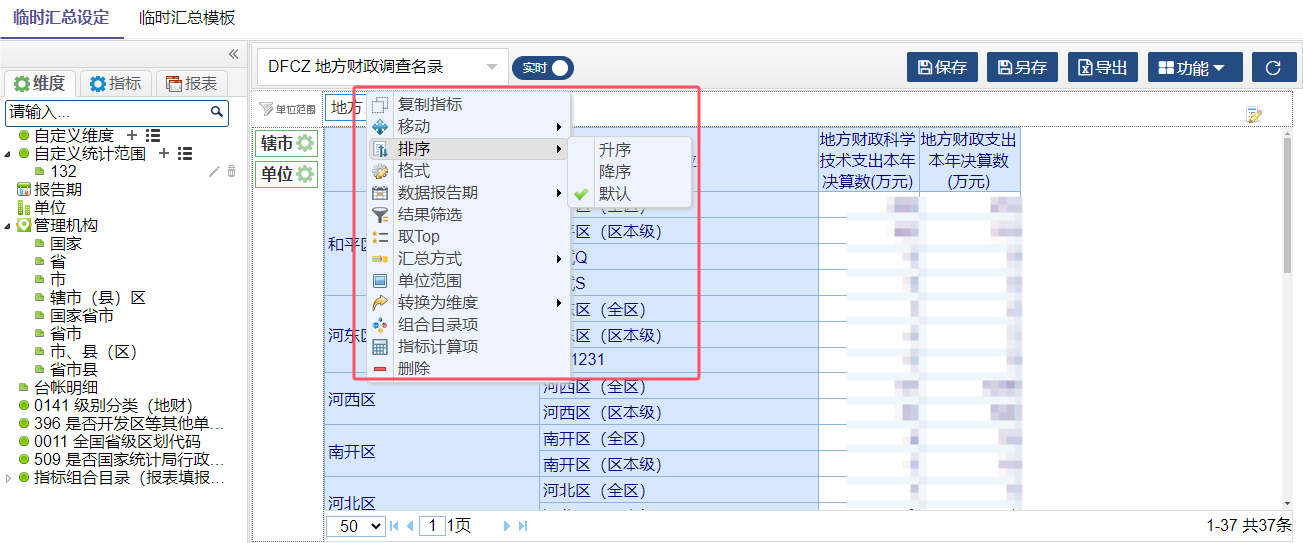 临时汇总设定 临时汇总模板
维度 指标 报表
请输入...
自定义维度
自定义统计范围
132
报告期
单位
管理机构
国家
省
市
辖市（县）区
国家省市
省市
市、县（区）
省市县
台帐明细
0141 级别分类（地财）
396 是否开发区等其他单...
0011 全国省级区划代码
509 是否国家统计局行政...
指标组合目录（报表填报...
DFCZ 地方财政调查名录 实时
保存 另存 导出 功能
单位范围 地方
辖市
单位
复制指标
移动
排序
格式
数据报告期
结果筛选
取Top
汇总方式
单位范围
转换为维度
组合目录项
指标计算项
删除
升序
降序
默认
地方财政科学
技术支出本年
决算数(万元)
地方财政支出
本年决算数
(万元)
和平区
区（全区）
区（区本级）
Q
S
河东区
区（全区）
区（区本级）
1231
河西区
河西区（全区）
河西区（区本级）
南开区
南开区（全区）
南开区（区本级）
河北区
河北区（全区）
50 1 1页
1-37 共37条